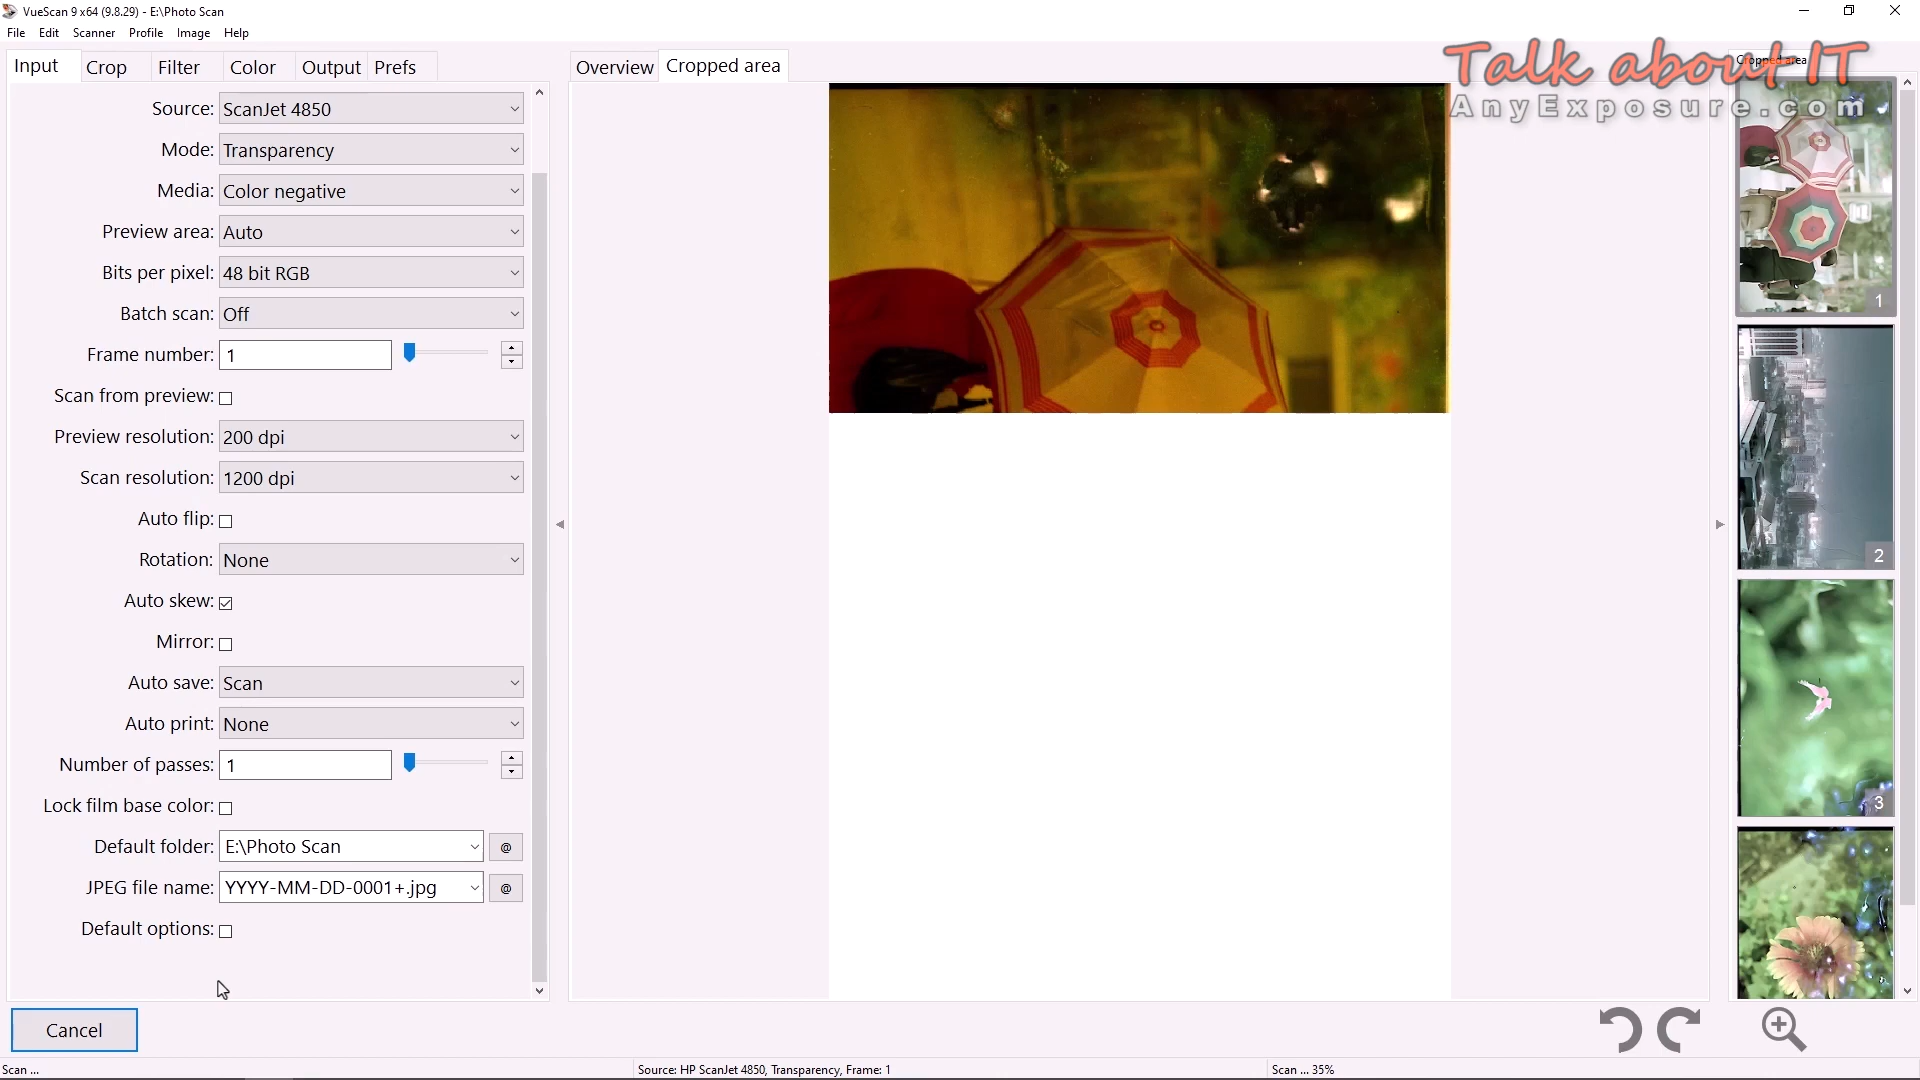 VueScan 9 x64 (9.8.29) - E:\Photo Scan
File Edit Scanner Profile Image Help
Input Crop Filter Color Output Prefs
Overview Cropped area
Cropped area
Talk about IT
AnyExposure.com
Source: ScanJet 4850
Mode: Transparency
Media: Color negative
Preview area: Auto
Bits per pixel: 48 bit RGB
Batch scan: Off
Frame number: 1
Scan from preview:
Preview resolution: 200 dpi
Scan resolution: 1200 dpi
Auto flip:
Rotation: None
Auto skew:
Mirror:
Auto save: Scan
Auto print: None
Number of passes: 1
Lock film base color:
Default folder: E:\Photo Scan @
JPEG file name: YYYY-MM-DD-0001+.jpg @
Default options:
1
2
3
Cancel
Scan ... Source: HP ScanJet 4850, Transparency, Frame: 1 Scan ... 35%